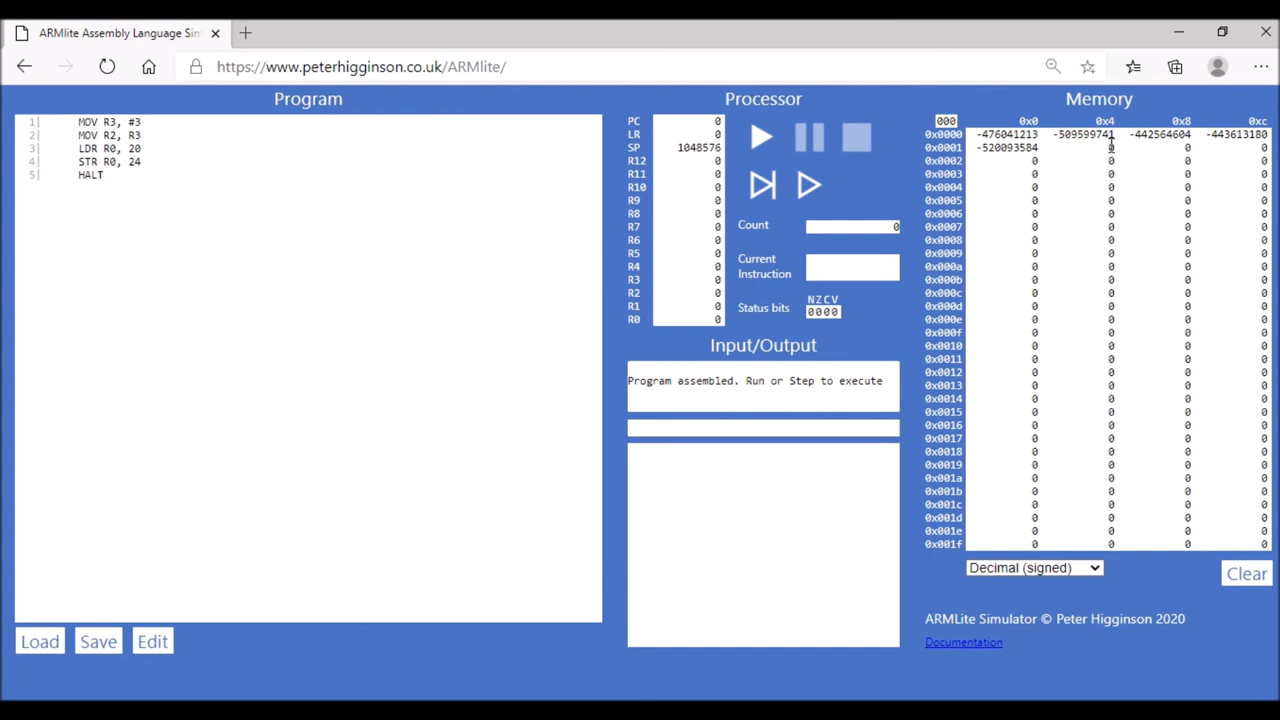 ARMlite Assembly Language Sim
https://www.peterhigginson.co.uk/ARMlite/
Program
1| MOV R3, #3
2| MOV R2, R3
3| LDR R0, 20
4| STR R0, 24
5| HALT
Load Save Edit
Processor
PC 0
LR 0
SP 1048576
R12 0
R11 0
R10 0
R9 0
R8 0
R7 0
R6 0
R5 0
R4 0
R3 0
R2 0
R1 0
R0 0
Count 0
Current
Instruction
Status bits
NZCV
0000
Input/Output
Program assembled. Run or Step to execute
Memory
000 0x0 0x4 0x8 0xc
0x0000 -476041213 -509599741 -442564604 -443613180
0x0001 -520093584 0 0 0
0x0002 0 0 0 0
0x0003 0 0 0 0
0x0004 0 0 0 0
0x0005 0 0 0 0
0x0006 0 0 0 0
0x0007 0 0 0 0
0x0008 0 0 0 0
0x0009 0 0 0 0
0x000a 0 0 0 0
0x000b 0 0 0 0
0x000c 0 0 0 0
0x000d 0 0 0 0
0x000e 0 0 0 0
0x000f 0 0 0 0
0x0010 0 0 0 0
0x0011 0 0 0 0
0x0012 0 0 0 0
0x0013 0 0 0 0
0x0014 0 0 0 0
0x0015 0 0 0 0
0x0016 0 0 0 0
0x0017 0 0 0 0
0x0018 0 0 0 0
0x0019 0 0 0 0
0x001a 0 0 0 0
0x001b 0 0 0 0
0x001c 0 0 0 0
0x001d 0 0 0 0
0x001e 0 0 0 0
0x001f 0 0 0 0
Decimal (signed)
Clear
ARMLite Simulator © Peter Higginson 2020
Documentation